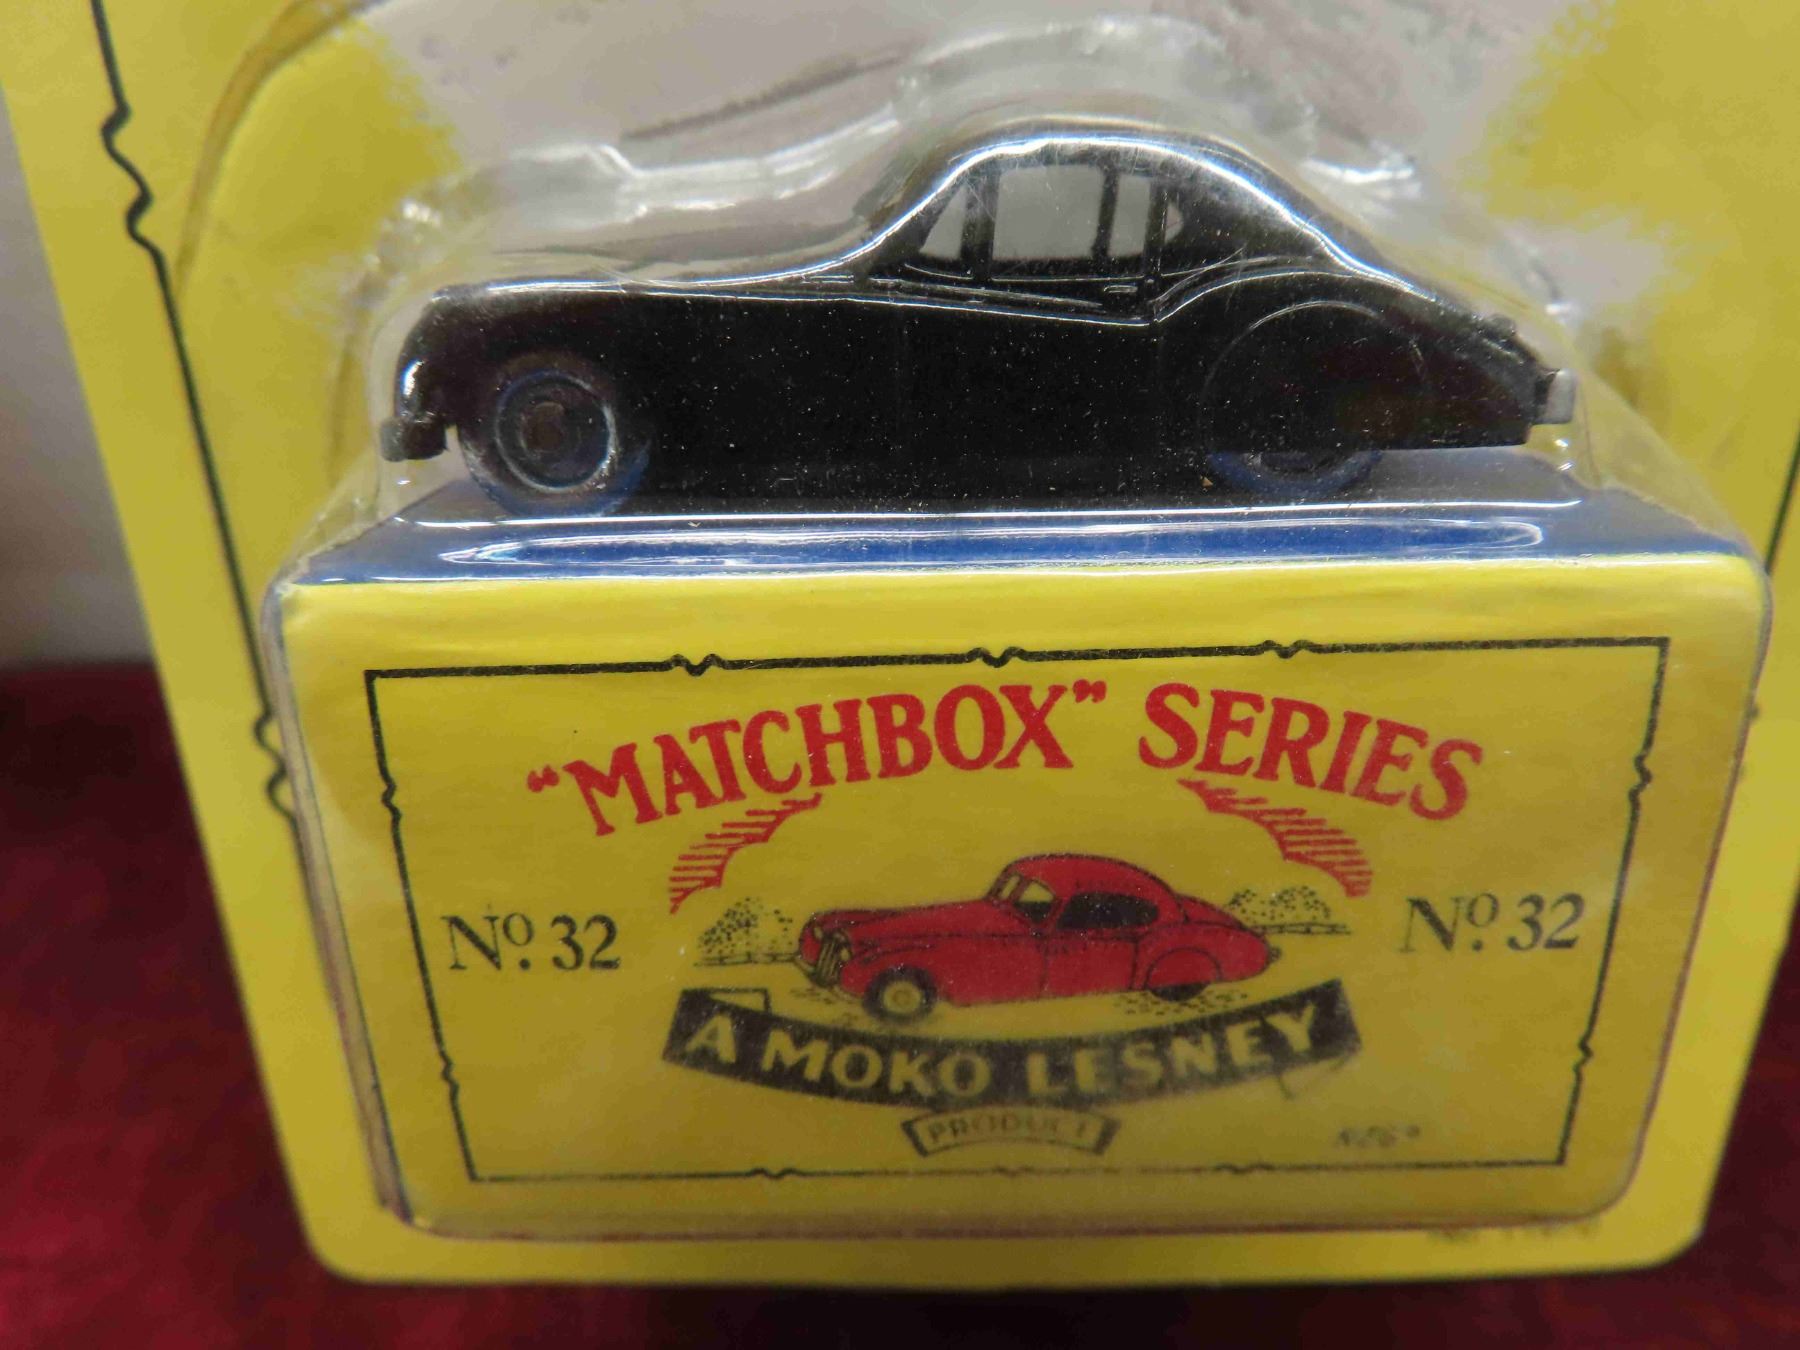 "MATCHBOX" SERIES
No. 32
No. 32
A MOKO LESNEY
PRODUCT